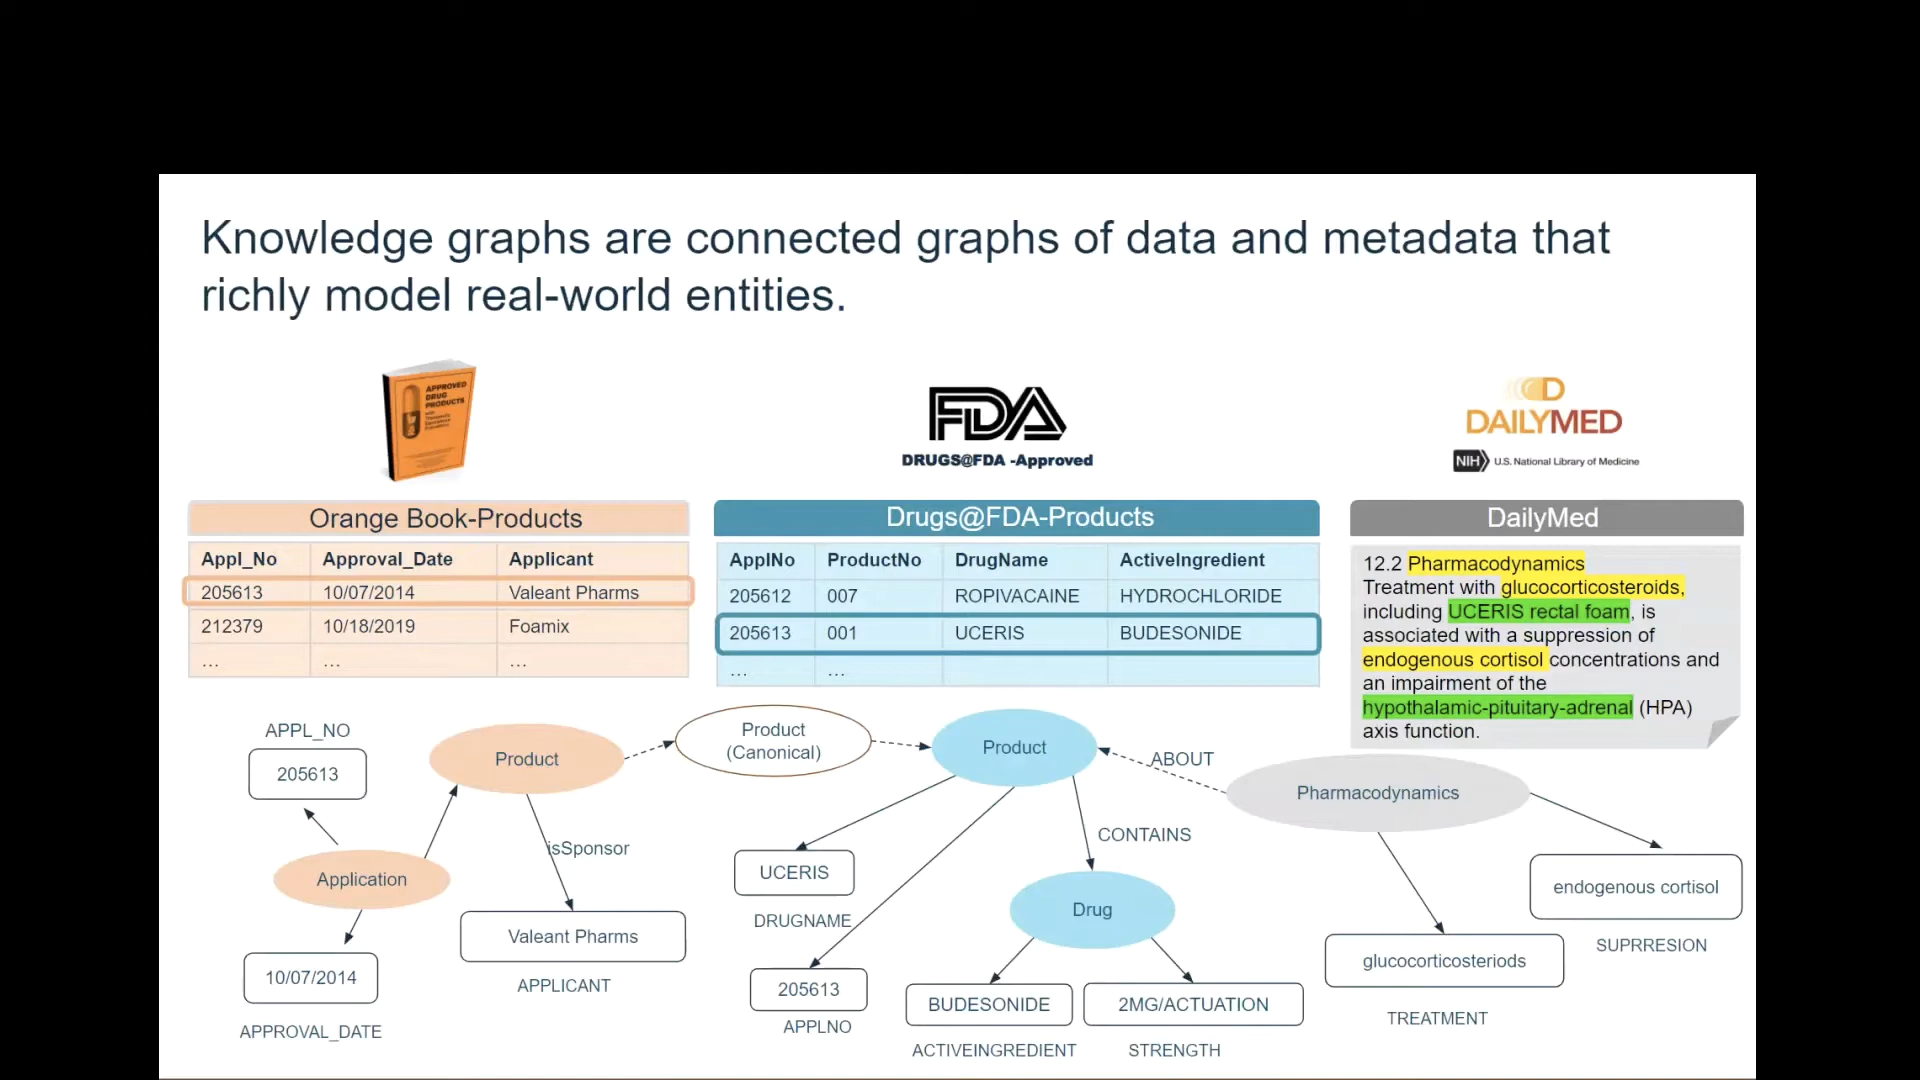 Knowledge graphs are connected graphs of data and metadata that
richly model real-world entities.
APPROVED
DRUG
PRODUCTS
FDA
DRUGS@FDA -Approved
DAILYMED
NIH U.S. National Library of Medicine
Orange Book-Products
Appl_No Approval_Date Applicant
205613 10/07/2014 Valeant Pharms
212379 10/18/2019 Foamix
... ... ...
Drugs@FDA-Products
ApplNo ProductNo DrugName ActiveIngredient
205612 007 ROPIVACAINE HYDROCHLORIDE
205613 001 UCERIS BUDESONIDE
... ...
DailyMed
12.2 Pharmacodynamics
Treatment with glucocorticosteroids,
including UCERIS rectal foam, is
associated with a suppression of
endogenous cortisol concentrations and
an impairment of the
hypothalamic-pituitary-adrenal (HPA)
axis function.
APPL_NO
205613
Product
Application
isSponsor
10/07/2014
APPROVAL_DATE
Valeant Pharms
APPLICANT
Product
(Canonical)
Product
ABOUT
Pharmacodynamics
CONTAINS
UCERIS
DRUGNAME
Drug
205613
APPLNO
BUDESONIDE
ACTIVEINGREDIENT
2MG/ACTUATION
STRENGTH
endogenous cortisol
SUPRRESION
glucocorticosteriods
TREATMENT